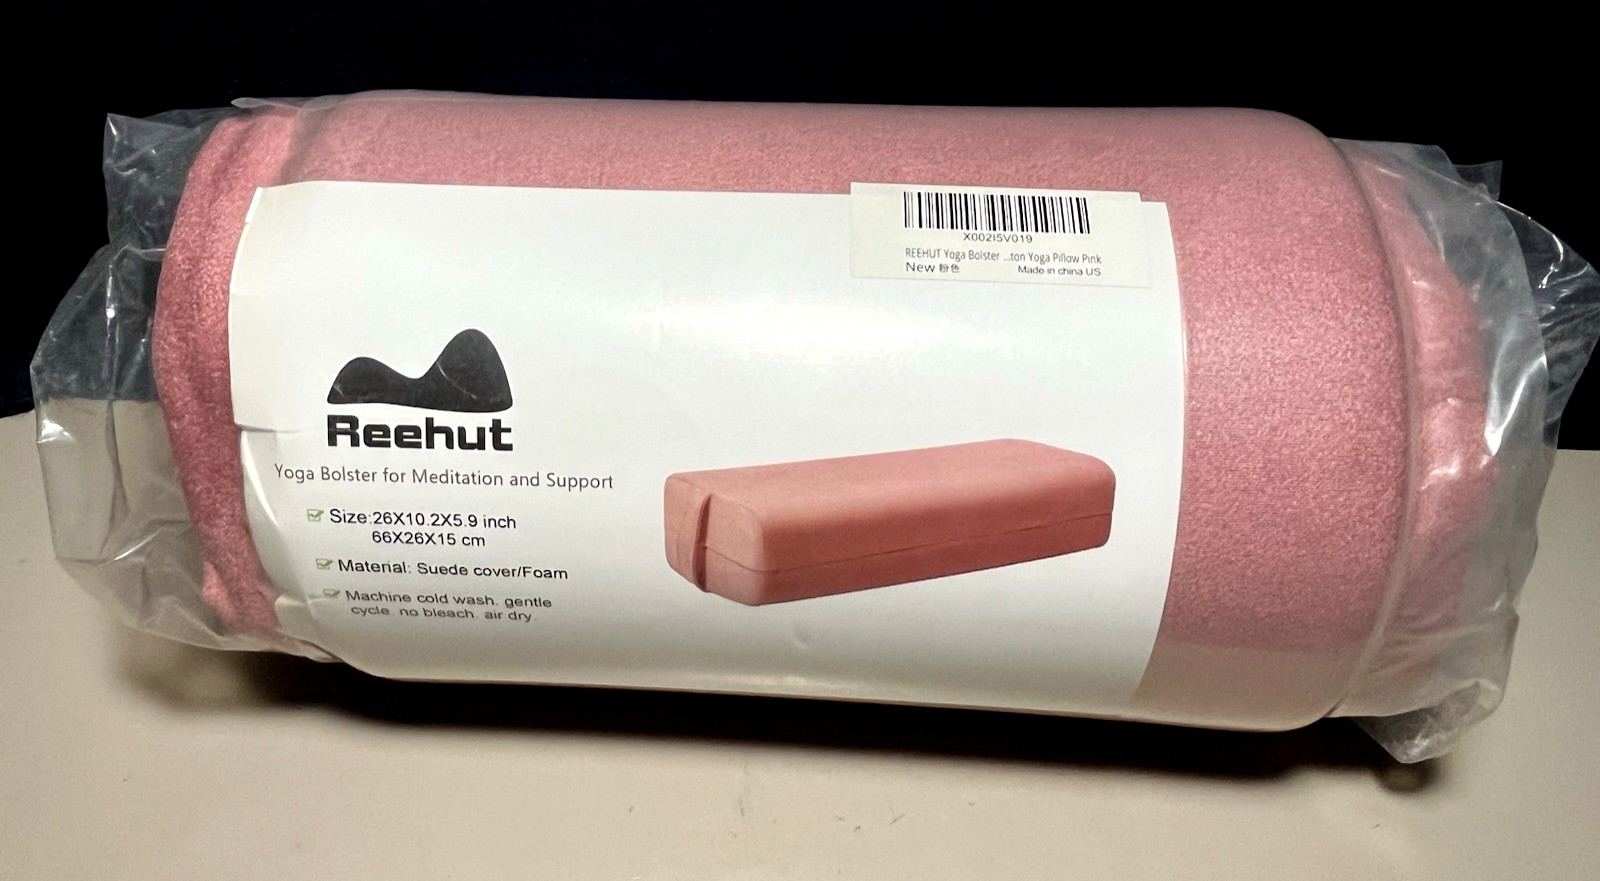 X002I5V019
REEHUT Yoga Bolster ...ton Yoga Pillow Pink
New 粉色 Made in china US
Reehut
Yoga Bolster for Meditation and Support
Size:26X10.2X5.9 inch
66X26X15 cm
Material: Suede cover/Foam
Machine cold wash, gentle
cycle, no bleach, air dry.